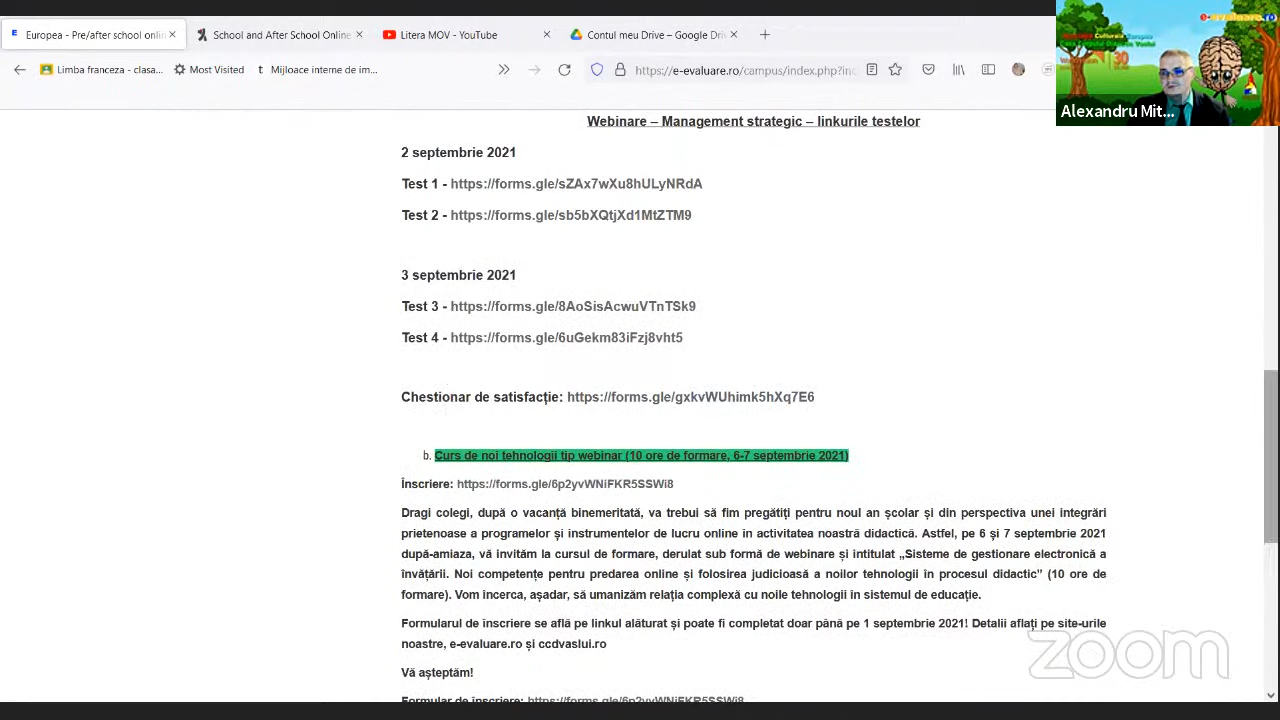 Europea - Pre/after school onlin
School and After School Online
Litera MOV - YouTube
Contul meu Drive – Google Driv
Limba franceza - clasa...
Most Visited
Mijloace interne de im...
https://e-evaluare.ro/campus/index.php?inc
Alexandru Mit...
Webinare – Management strategic – linkurile testelor
2 septembrie 2021
Test 1 - https://forms.gle/sZAx7wXu8hULyNRdA
Test 2 - https://forms.gle/sb5bXQtjXd1MtZTM9
3 septembrie 2021
Test 3 - https://forms.gle/8AoSisAcwuVTnTSk9
Test 4 - https://forms.gle/6uGekm83iFzj8vht5
Chestionar de satisfacție: https://forms.gle/gxkvWUhimk5hXq7E6
b. Curs de noi tehnologii tip webinar (10 ore de formare, 6-7 septembrie 2021)
Înscriere: https://forms.gle/6p2yvWNiFKR5SSWi8
Dragi colegi, după o vacanță binemeritată, va trebui să fim pregătiți pentru noul an școlar și din perspectiva unei integrări
prietenoase a programelor și instrumentelor de lucru online în activitatea noastră didactică. Astfel, pe 6 și 7 septembrie 2021
după-amiaza, vă invităm la cursul de formare, derulat sub formă de webinare și intitulat „Sisteme de gestionare electronică a
învățării. Noi competențe pentru predarea online și folosirea judicioasă a noilor tehnologii în procesul didactic” (10 ore de
formare). Vom încerca, așadar, să umanizăm relația complexă cu noile tehnologii în sistemul de educație.
Formularul de înscriere se află pe linkul alăturat și poate fi completat doar până pe 1 septembrie 2021! Detalii aflați pe site-urile
noastre, e-evaluare.ro și ccdvaslui.ro
Vă așteptăm!
Formular de înscriere: https://forms.gle/6p2yvWNiFKR5SSWi8
zoom